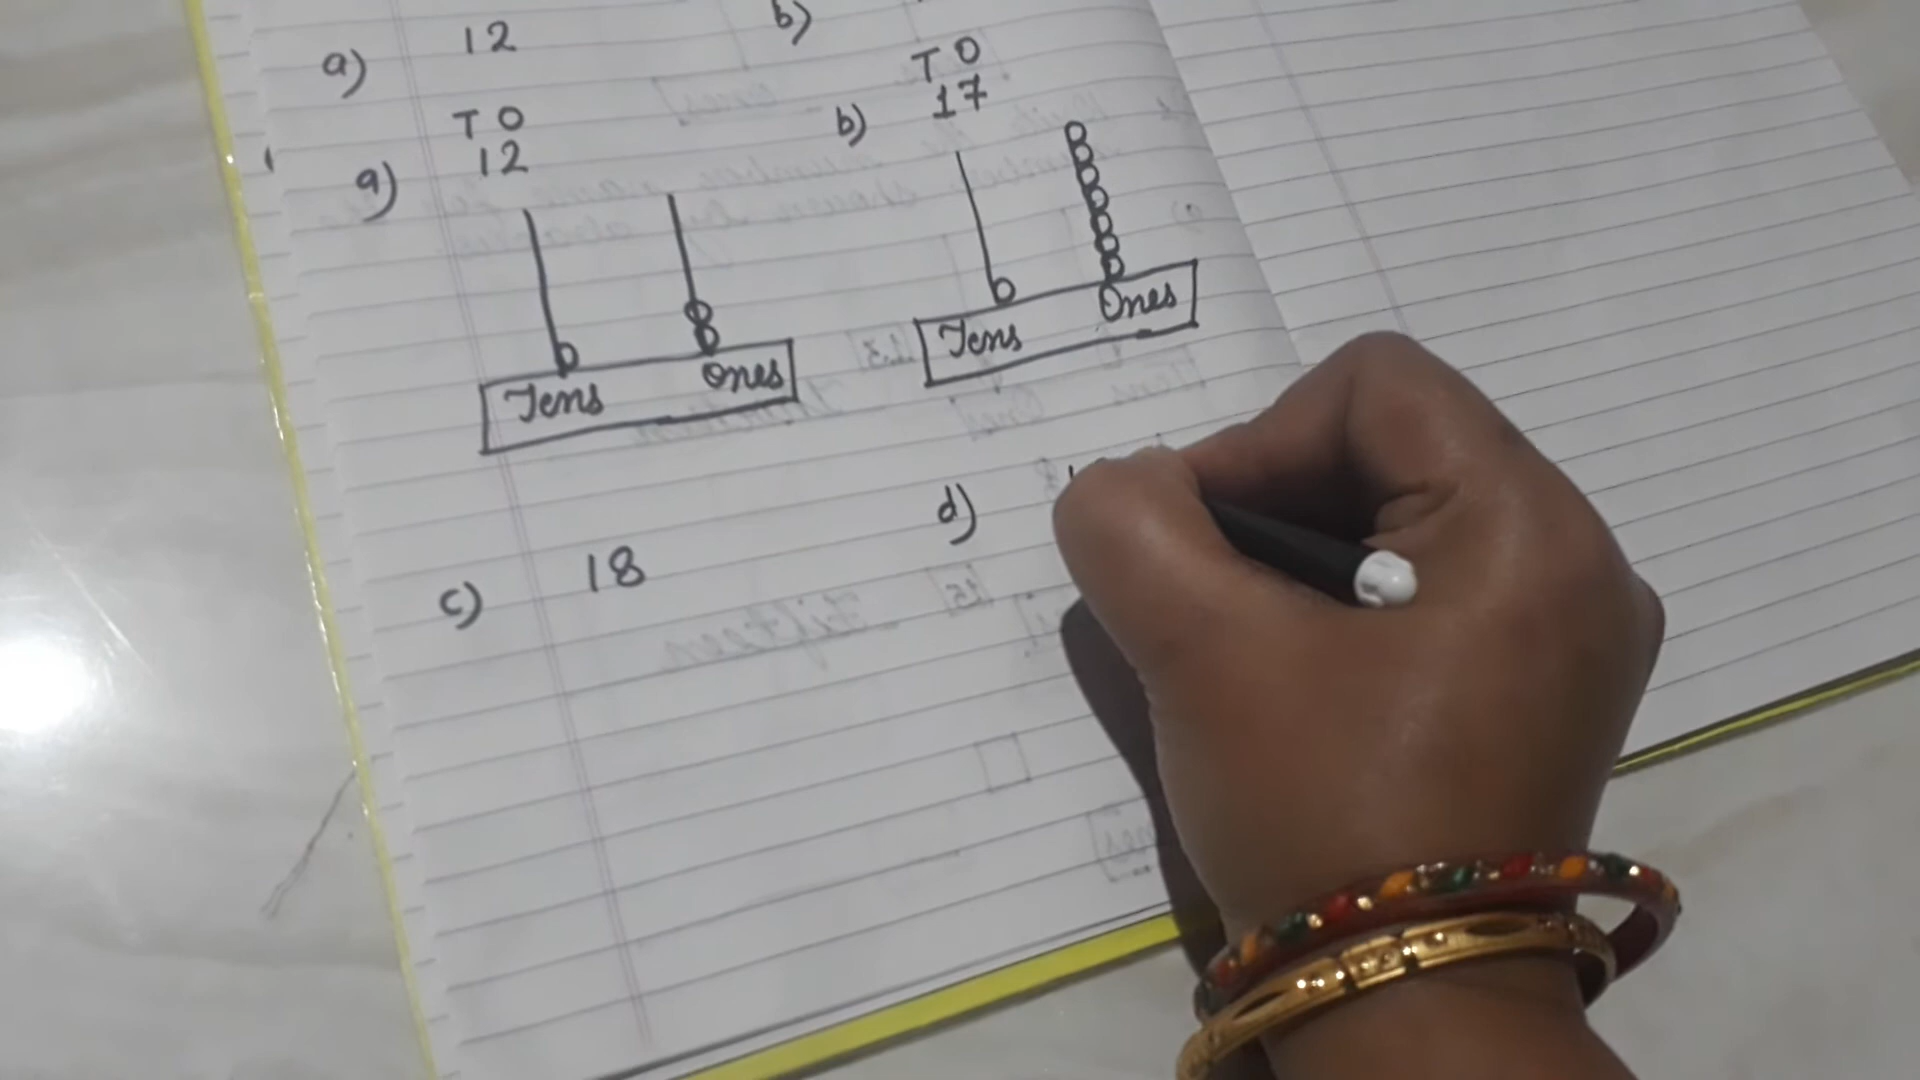 a) 12 b)
a) T O
12
Tens Ones
b) T O
17
Tens Ones
c) 18
d)